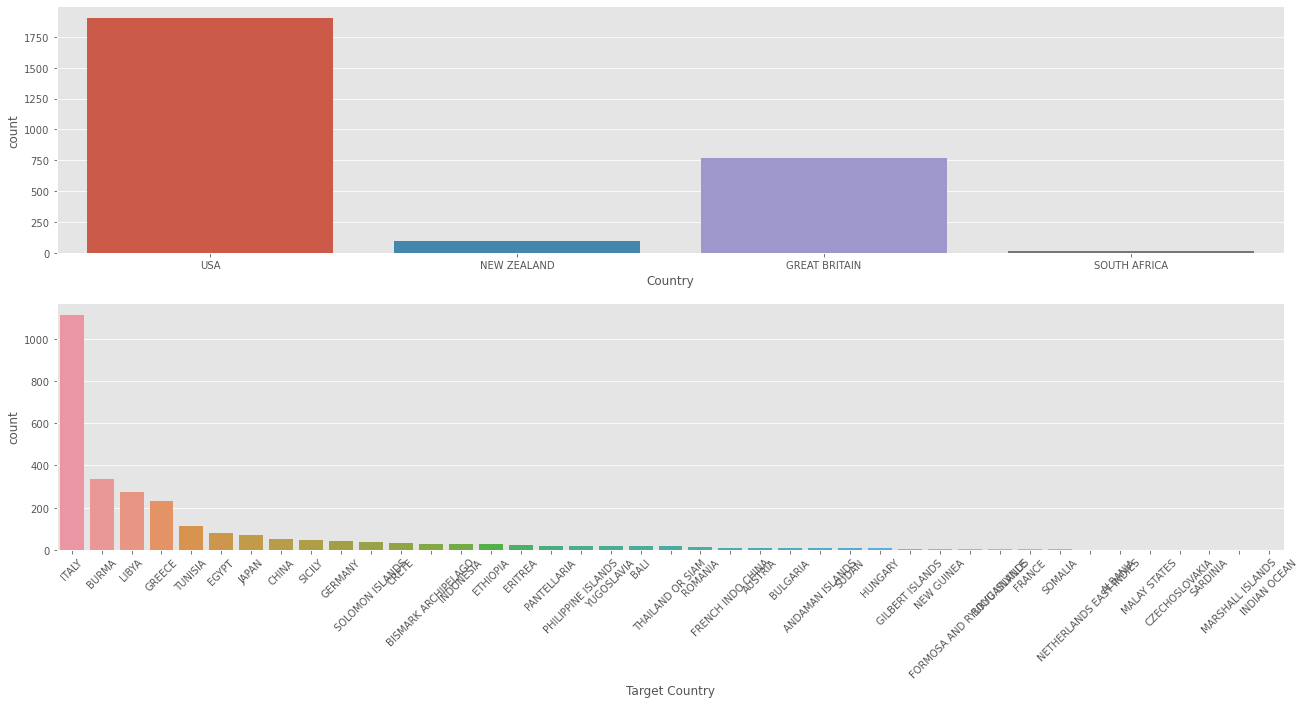 1750
1500
1250
1000
750
500
250
0
count
USA
NEW ZEALAND
GREAT BRITAIN
SOUTH AFRICA
Country
1000
800
600
400
200
0
count
ITALY
BURMA
LIBYA
GREECE
TUNISIA
EGYPT
JAPAN
CHINA
SICILY
GERMANY
SOLOMON ISLANDS
CRETE
BISMARK ARCHIPELAGO
INDONESIA
ETHIOPIA
ERITREA
PANTELLARIA
PHILIPPINE ISLANDS
YUGOSLAVIA
BALI
THAILAND OR SIAM
ROMANIA
FRENCH INDO CHINA
AUSTRIA
BULGARIA
ANDAMAN ISLANDS
SUDAN
HUNGARY
GILBERT ISLANDS
NEW GUINEA
FORMOSA AND
FRANCE
SOMALIA
NETHERLANDS EAST INDIES
MALAY STATES
CZECHOSLOVAKIA
SARDINA
MARSHALL ISLANDS
INDIAN OCEAN
Target Country